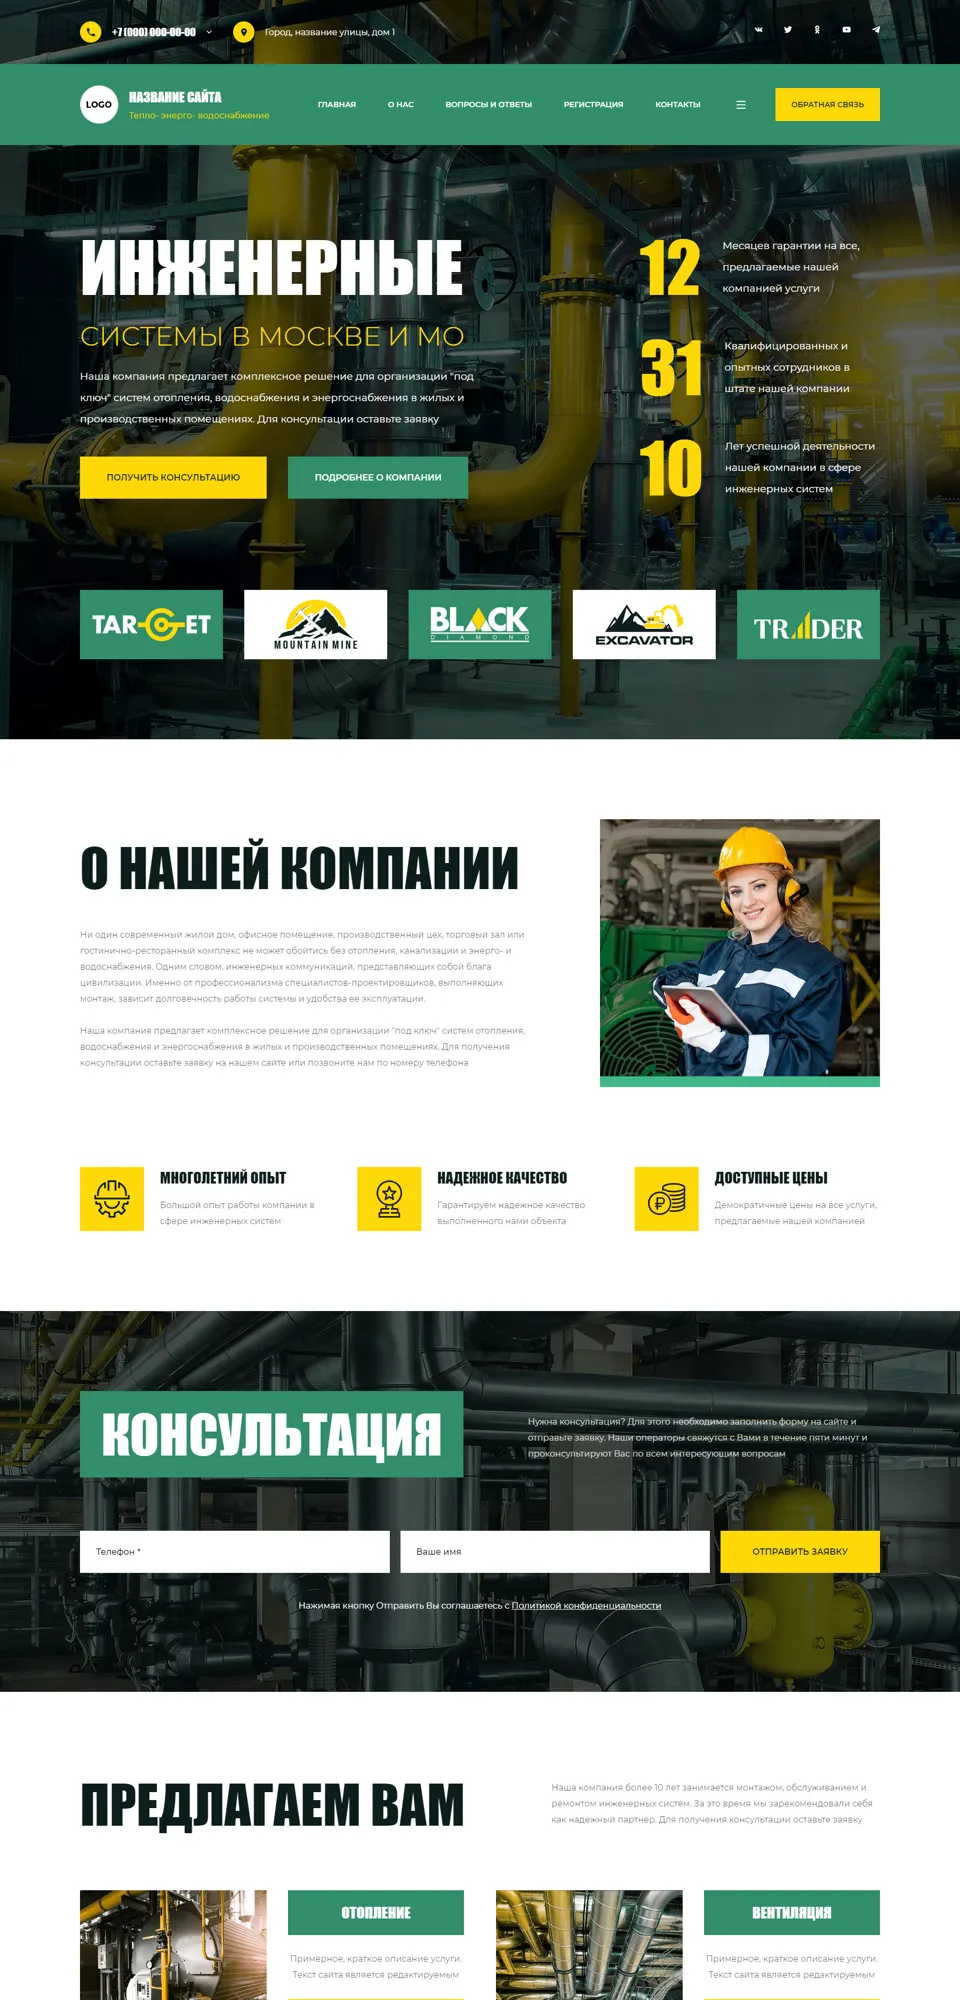 +7 (000) 000-00-00
Город, название улицы, дом 1
LOGO
НАЗВАНИЕ САЙТА
Тепло- энерго- водоснабжение
ГЛАВНАЯ
О НАС
ВОПРОСЫ И ОТВЕТЫ
РЕГИСТРАЦИЯ
КОНТАКТЫ
ОБРАТНАЯ СВЯЗЬ
ИНЖЕНЕРНЫЕ
СИСТЕМЫ В МОСКВЕ И МО
Наша компания предлагает комплексное решение для организации "под
ключ" систем отопления, водоснабжения и энергоснабжения в жилых и
производственных помещениях. Для консультации оставьте заявку
ПОЛУЧИТЬ КОНСУЛЬТАЦИЮ
ПОДРОБНЕЕ О КОМПАНИИ
12
Месяцев гарантии на все,
предлагаемые нашей
компанией услуги
31
Квалифицированных и
опытных сотрудников в
штате нашей компании
10
Лет успешной деятельности
нашей компании в сфере
инженерных систем
TARGET
MOUNTAIN MINE
BLACK
DIAMOND
EXCAVATOR
TRADER
О НАШЕЙ КОМПАНИИ
Ни один современный жилой дом, офисное помещение, производственный цех, торговый зал или
гостинично-ресторанный комплекс не может обойтись без отопления, канализации и энерго- и
водоснабжения. Одним словом, инженерных коммуникаций, представляющих собой блага
цивилизации. Именно от профессионализма специалистов-проектировщиков, выполняющих
монтаж, зависит долговечность работы системы и удобства ее эксплуатации.
Наша компания предлагает комплексное решение для организации "под ключ" систем отопления,
водоснабжения и энергоснабжения в жилых и производственных помещениях. Для получения
консультации оставьте заявку на нашем сайте или позвоните нам по номеру телефона
МНОГОЛЕТНИЙ ОПЫТ
Большой опыт работы компании в
сфере инженерных систем
НАДЕЖНОЕ КАЧЕСТВО
Гарантируем надежное качество
выполненного нами объекта
ДОСТУПНЫЕ ЦЕНЫ
Демократичные цены на все услуги,
предлагаемые нашей компанией
КОНСУЛЬТАЦИЯ
Нужна консультация? Для этого необходимо заполнить форму на сайте и
отправьте заявку. Наши операторы свяжутся с Вами в течение пяти минут и
проконсультируют Вас по всем интересующим вопросам
Телефон *
Ваше имя
ОТПРАВИТЬ ЗАЯВКУ
Нажимая кнопку Отправить Вы соглашаетесь с Политикой конфиденциальности
ПРЕДЛАГАЕМ ВАМ
Наша компания более 10 лет занимается монтажом, обслуживанием и
ремонтом инженерных систем. За это время мы зарекомендовали себя
как надежный партнер. Для получения консультации оставьте заявку
ОТОПЛЕНИЕ
Примерное, краткое описание услуги.
Текст сайта является редактируемым
ВЕНТИЛЯЦИЯ
Примерное, краткое описание услуги.
Текст сайта является редактируемым